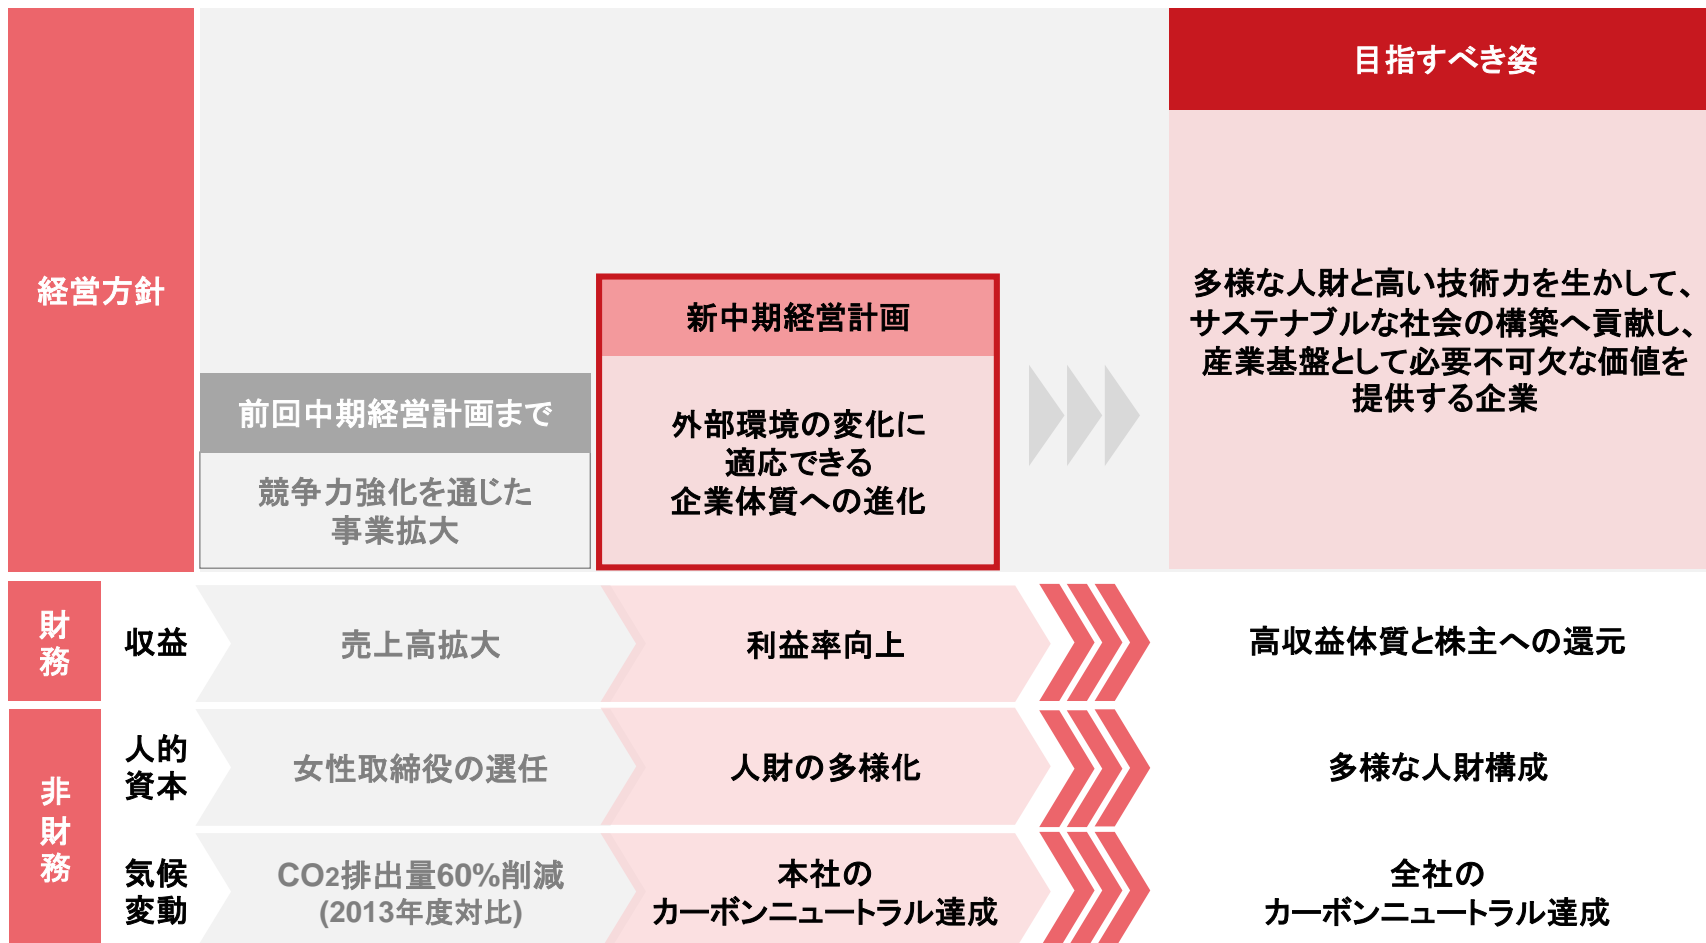 経営方針
前回中期経営計画まで
競争力強化を通じた
事業拡大
新中期経営計画
外部環境の変化に
適応できる
企業体質への進化
目指すべき姿
多様な人財と高い技術力を生かして、
サステナブルな社会の構築へ貢献し、
産業基盤として必要不可欠な価値を
提供する企業
財
務
収益
売上高拡大
利益率向上
高収益体質と株主への還元
非
財
務
人的
資本
女性取締役の選任
人財の多様化
多様な人財構成
気候
変動
CO2排出量60%削減
(2013年度対比)
本社の
カーボンニュートラル達成
全社の
カーボンニュートラル達成